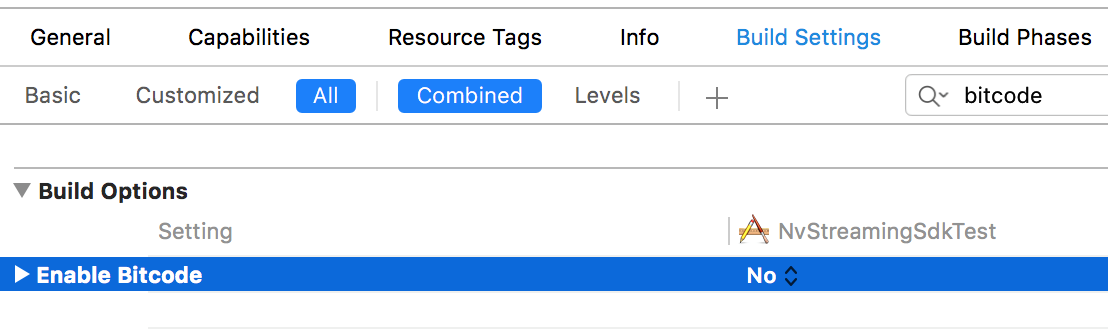 General Capabilities Resource Tags Info Build Settings Build Phases
Basic Customized All Combined Levels bitcode
Build Options
Setting NvStreamingSdkTest
Enable Bitcode No